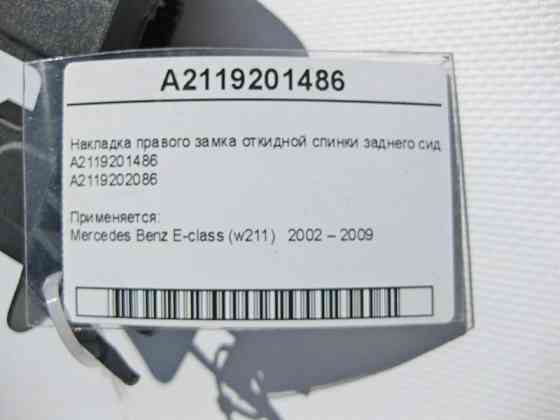 A2119201486
Накладка правого замка откидной спинки заднего сид
A2119201486
A2119202086
Применяется:
Mercedes Benz E-class (w211) 2002 – 2009